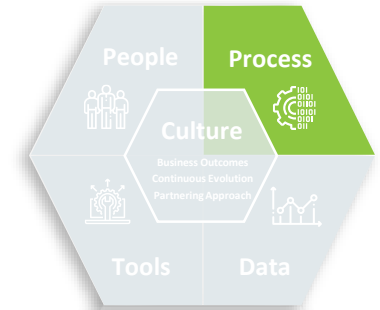 People
Process
Culture
Business Outcomes
Continuous Evolution
Partnering Approach
Tools
Data